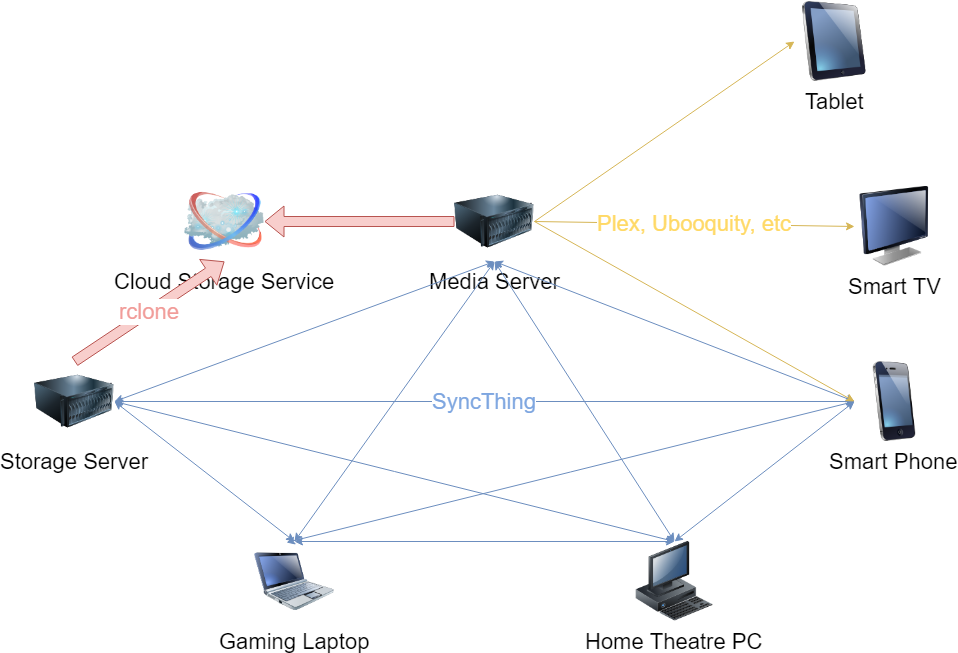 Tablet
Plex, Ubooquity, etc
Cloud Storage Service
Media Server
Smart TV
rclone
SyncThing
Storage Server
Smart Phone
Gaming Laptop
Home Theatre PC